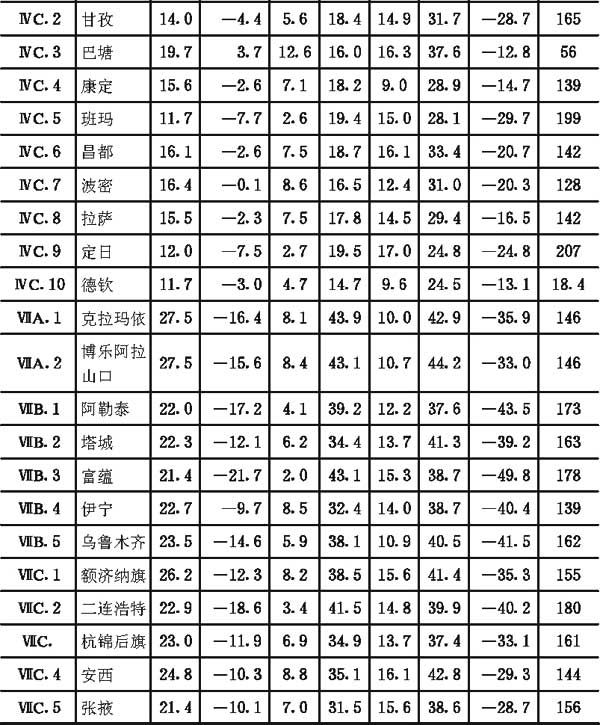 ⅣC.2 甘孜 14.0 −4.4 5.6 18.4 14.9 31.7 −28.7 165
ⅣC.3 巴塘 19.7 3.7 12.6 16.0 16.3 37.6 −12.8 56
ⅣC.4 康定 15.6 −2.6 7.1 18.2 9.0 28.9 −14.7 139
ⅣC.5 班玛 11.7 −7.7 2.6 19.4 15.0 28.1 −29.7 199
ⅣC.6 昌都 16.1 −2.6 7.5 18.7 16.1 33.4 −20.7 142
ⅣC.7 波密 16.4 −0.1 8.6 16.5 12.4 31.0 −20.3 128
ⅣC.8 拉萨 15.5 −2.3 7.5 17.8 14.5 29.4 −16.5 142
ⅣC.9 定日 12.0 −7.5 2.7 19.5 17.0 24.8 −24.8 207
ⅣC.10 德钦 11.7 −3.0 4.7 14.7 9.6 24.5 −13.1 18.4
ⅦA.1 克拉玛依 27.5 −16.4 8.1 43.9 10.0 42.9 −35.9 146
ⅦA.2 博乐阿拉 27.5 −15.6 8.4 43.1 10.7 44.2 −33.0 146
山口
ⅦB.1 阿勒泰 22.0 −17.2 4.1 39.2 12.2 37.6 −43.5 173
ⅦB.2 塔城 22.3 −12.1 6.2 34.4 13.7 41.3 −39.2 163
ⅦB.3 富蕴 21.4 −21.7 2.0 43.1 15.3 38.7 −49.8 178
ⅦB.4 伊宁 22.7 −9.7 8.5 32.4 14.0 38.7 −40.4 139
ⅦB.5 乌鲁木齐 23.5 −14.6 5.9 38.1 10.9 40.5 −41.5 162
ⅦC.1 额济纳旗 26.2 −12.3 8.2 38.5 15.6 41.4 −35.3 155
ⅦC.2 二连浩特 22.9 −18.6 3.4 41.5 14.8 39.9 −40.2 180
ⅦC. 杭锦后旗 23.0 −11.9 6.9 34.9 13.7 37.4 −33.1 161
ⅦC.4 安西 24.8 −10.3 8.8 35.1 16.1 42.8 −29.3 144
ⅦC.5 张掖 21.4 −10.1 7.0 31.5 15.6 38.6 −28.7 156